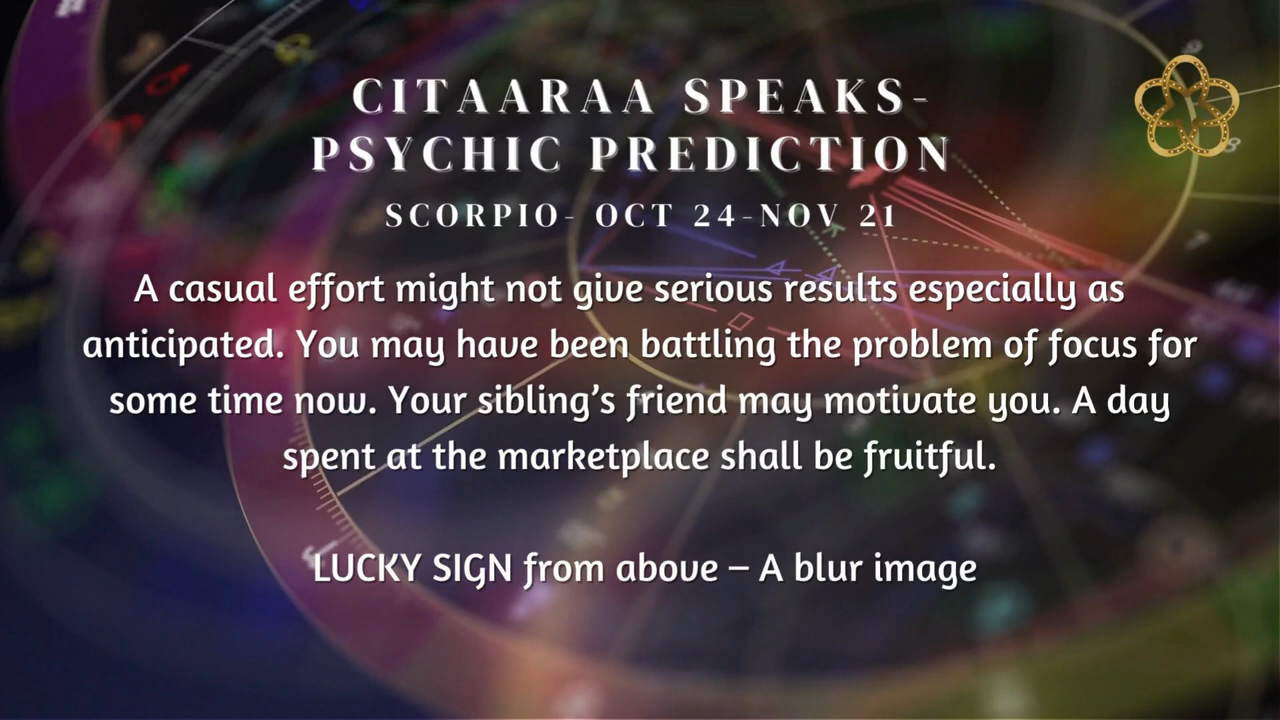 CITAARAA SPEAKS-
PSYCHIC PREDICTION
SCORPIO- OCT 24-NOV 21
A casual effort might not give serious results especially as
anticipated. You may have been battling the problem of focus for
some time now. Your sibling’s friend may motivate you. A day
spent at the marketplace shall be fruitful.
LUCKY SIGN from above – A blur image